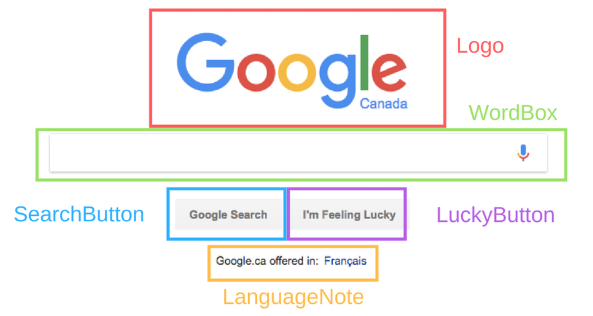 Google
Canada
Logo
WordBox
SearchButton
Google Search
I'm Feeling Lucky
LuckyButton
Google.ca offered in: Français
LanguageNote